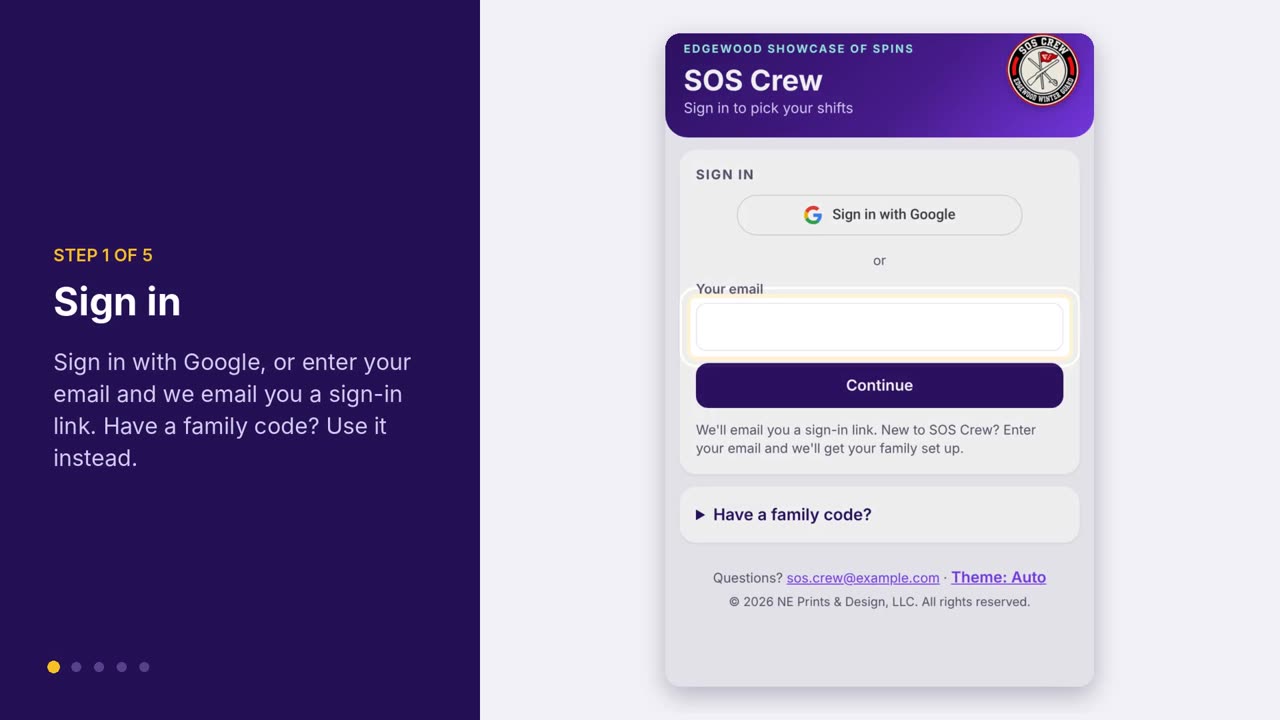 STEP 1 OF 5
Sign in
Sign in with Google, or enter your
email and we email you a sign-in
link. Have a family code? Use it
instead.
EDGEWOOD SHOWCASE OF SPINS
SOS Crew
Sign in to pick your shifts
SOS CREW
EDGEWOOD WINTER GUARD
SIGN IN
Sign in with Google
or
Your email
Continue
We'll email you a sign-in link. New to SOS Crew? Enter
your email and we'll get your family set up.
Have a family code?
Questions? sos.crew@example.com · Theme: Auto
© 2026 NE Prints & Design, LLC. All rights reserved.